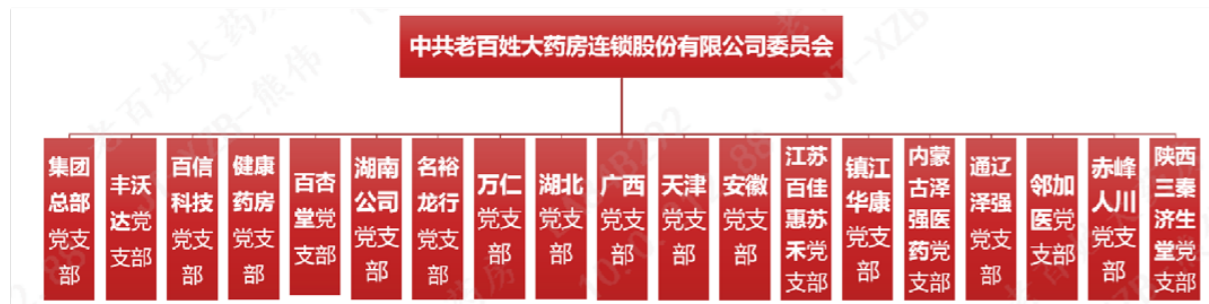 中共老百姓大药房连锁股份有限公司委员会
集团
总部
党支
部
丰沃
达党
支部
百信
科技
党支
部
健康
药房
党支
部
百杏
堂党
支部
湖南
公司
党支
部
名裕
龙行
党支
部
万仁
党支
部
湖北
党支
部
广西
党支
部
天津
党支
部
安徽
党支
部
江苏
百佳
惠苏
禾党
支部
镇江
华康
党支
部
内蒙
古泽
强医
药党
支部
通辽
泽强
党支
部
邻加
医党
支部
赤峰
人川
党支
部
陕西
三秦
济生
堂党
支部